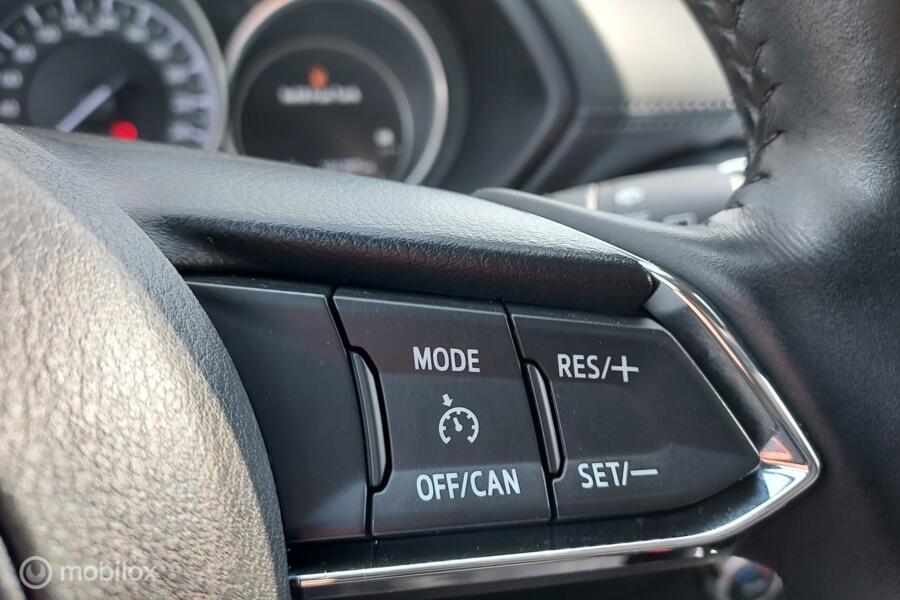 MODE
RES/+
OFF/CAN
SET/—
mobilox